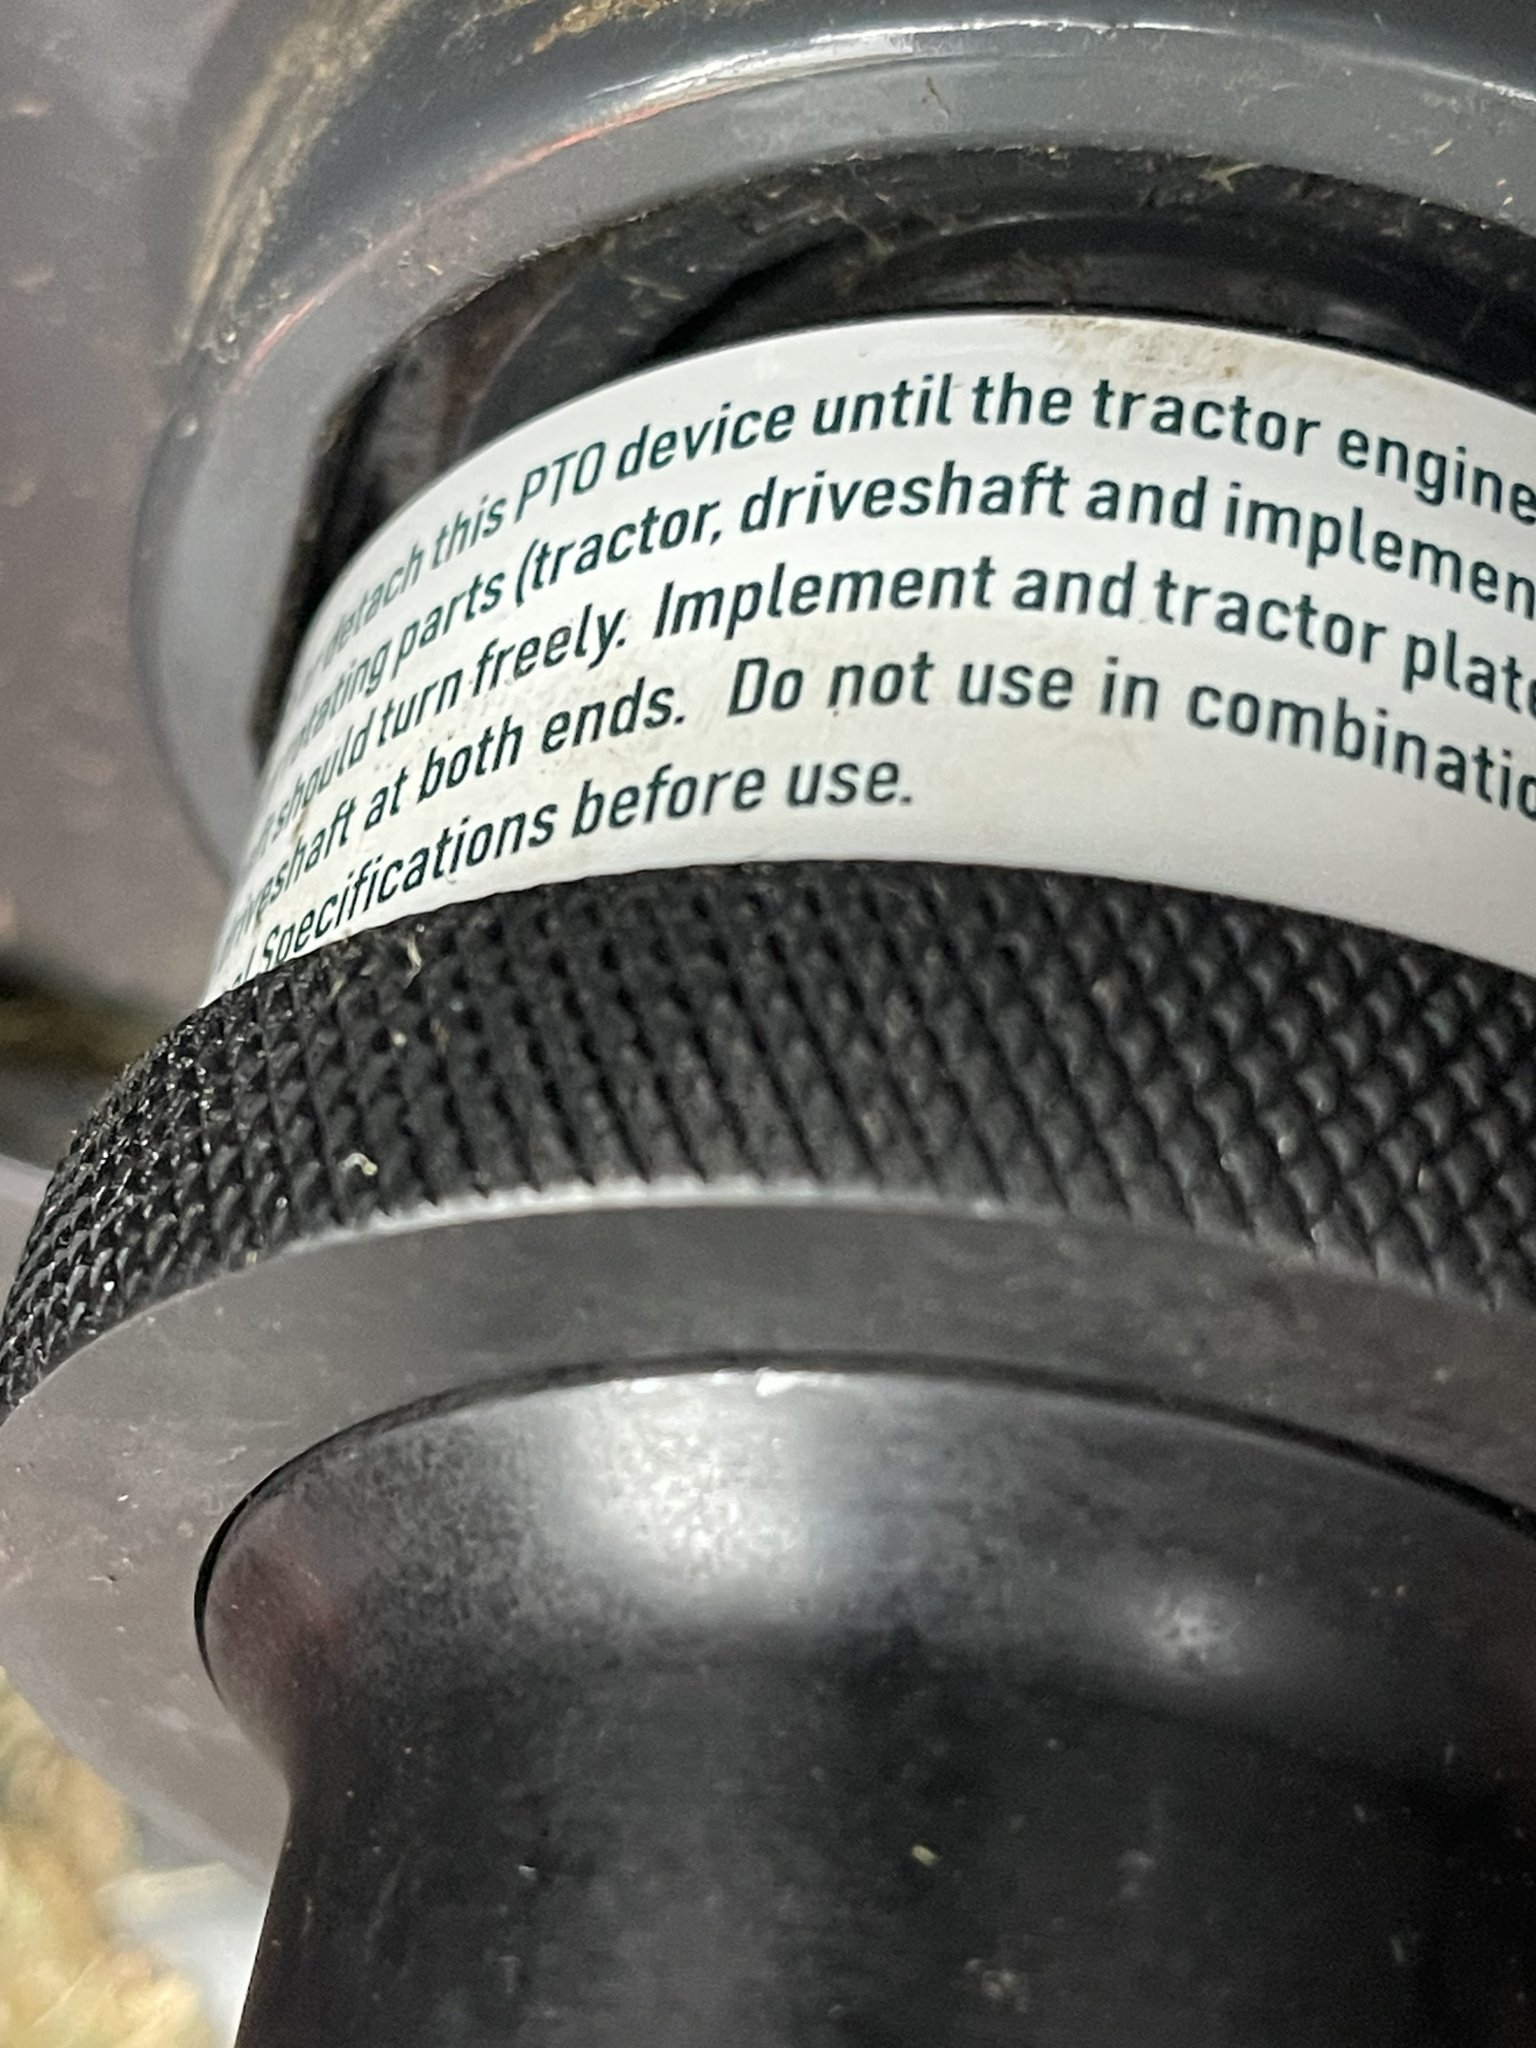 detach this PTO device until the tractor engine
rotating parts (tractor, driveshaft and implemen
should turn freely. Implement and tractor plat
driveshaft at both ends. Do not use in combinatio
Specifications before use.